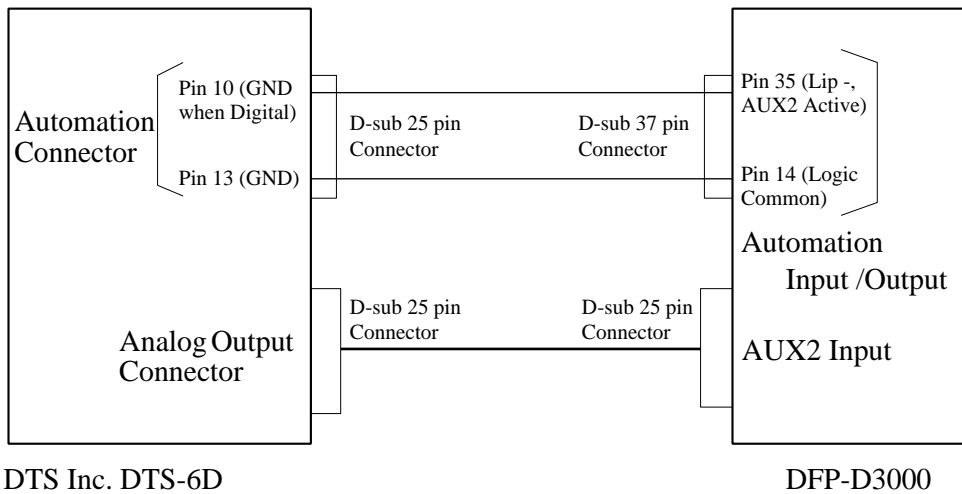 Automation
Connector
Pin 10 (GND
when Digital)
Pin 13 (GND)
D-sub 25 pin
Connector
D-sub 37 pin
Connector
Pin 35 (Lip -,
AUX2 Active)
Pin 14 (Logic
Common)
Automation
Input /Output
Analog Output
Connector
D-sub 25 pin
Connector
D-sub 25 pin
Connector
AUX2 Input
DTS Inc. DTS-6D
DFP-D3000